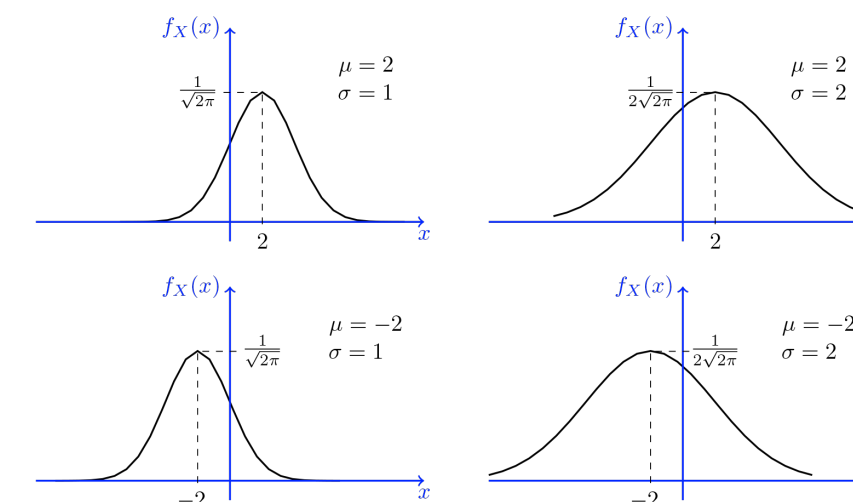 f_X(x)
μ = 2
σ = 1
1/√2π
2
x
f_X(x)
μ = 2
σ = 2
1/2√2π
2
f_X(x)
μ = −2
σ = 1
1/√2π
−2
x
f_X(x)
μ = −2
σ = 2
1/2√2π
−2